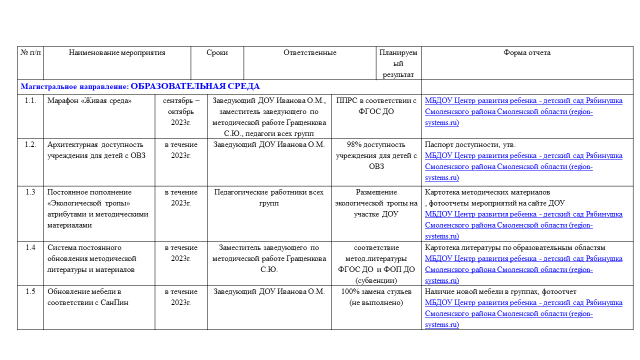 № п/п Наименование мероприятия Сроки Ответственные Планируем Форма отчета
ый
результат
Магистральное направление: ОБРАЗОВАТЕЛЬНАЯ СРЕДА
1.1. Марафон «Живая среда» сентябрь – Заведующий ДОУ Иванова О.М., ППРС в соответствии с МБДОУ Центр развития ребенка - детский сад Рябинушка
октябрь заместитель заведующего по ФГОС ДО Смоленского района Смоленской области (region-
2023г. методической работе Грашенкова systems.ru)
С.Ю., педагоги всех групп
1.2. Архитектурная доступность в течение Заведующий ДОУ Иванова О.М. 98% доступность Паспорт доступности, утв.
учреждения для детей с ОВЗ 2023г. учреждения для детей с МБДОУ Центр развития ребенка - детский сад Рябинушка
ОВЗ Смоленского района Смоленской области (region-
systems.ru)
1.3 Постоянное пополнение в течение Педагогические работники всех Размещение Картотека методических материалов
«Экологической тропы» 2023г. групп экологической тропы на , фотоотчеты мероприятий на сайте ДОУ
атрибутами и методическими участке ДОУ МБДОУ Центр развития ребенка - детский сад Рябинушка
материалами Смоленского района Смоленской области (region-
systems.ru)
1.4 Система постоянного в течение Заместитель заведующего по соответствие Картотека литературы по образовательным областям
обновления методической 2023г. методической работе Грашенкова метод.литературы МБДОУ Центр развития ребенка - детский сад Рябинушка
литературы и материалов С.Ю. ФГОС ДО и ФОП ДО Смоленского района Смоленской области (region-
(субвенции) systems.ru)
1.5 Обновление мебели в в течение Заведующий ДОУ Иванова О.М. 100% замена стульев Наличие новой мебели в группах, фотоотчет
соответствии с СанПин 2023г. (не выполнено) МБДОУ Центр развития ребенка - детский сад Рябинушка
Смоленского района Смоленской области (region-
systems.ru)